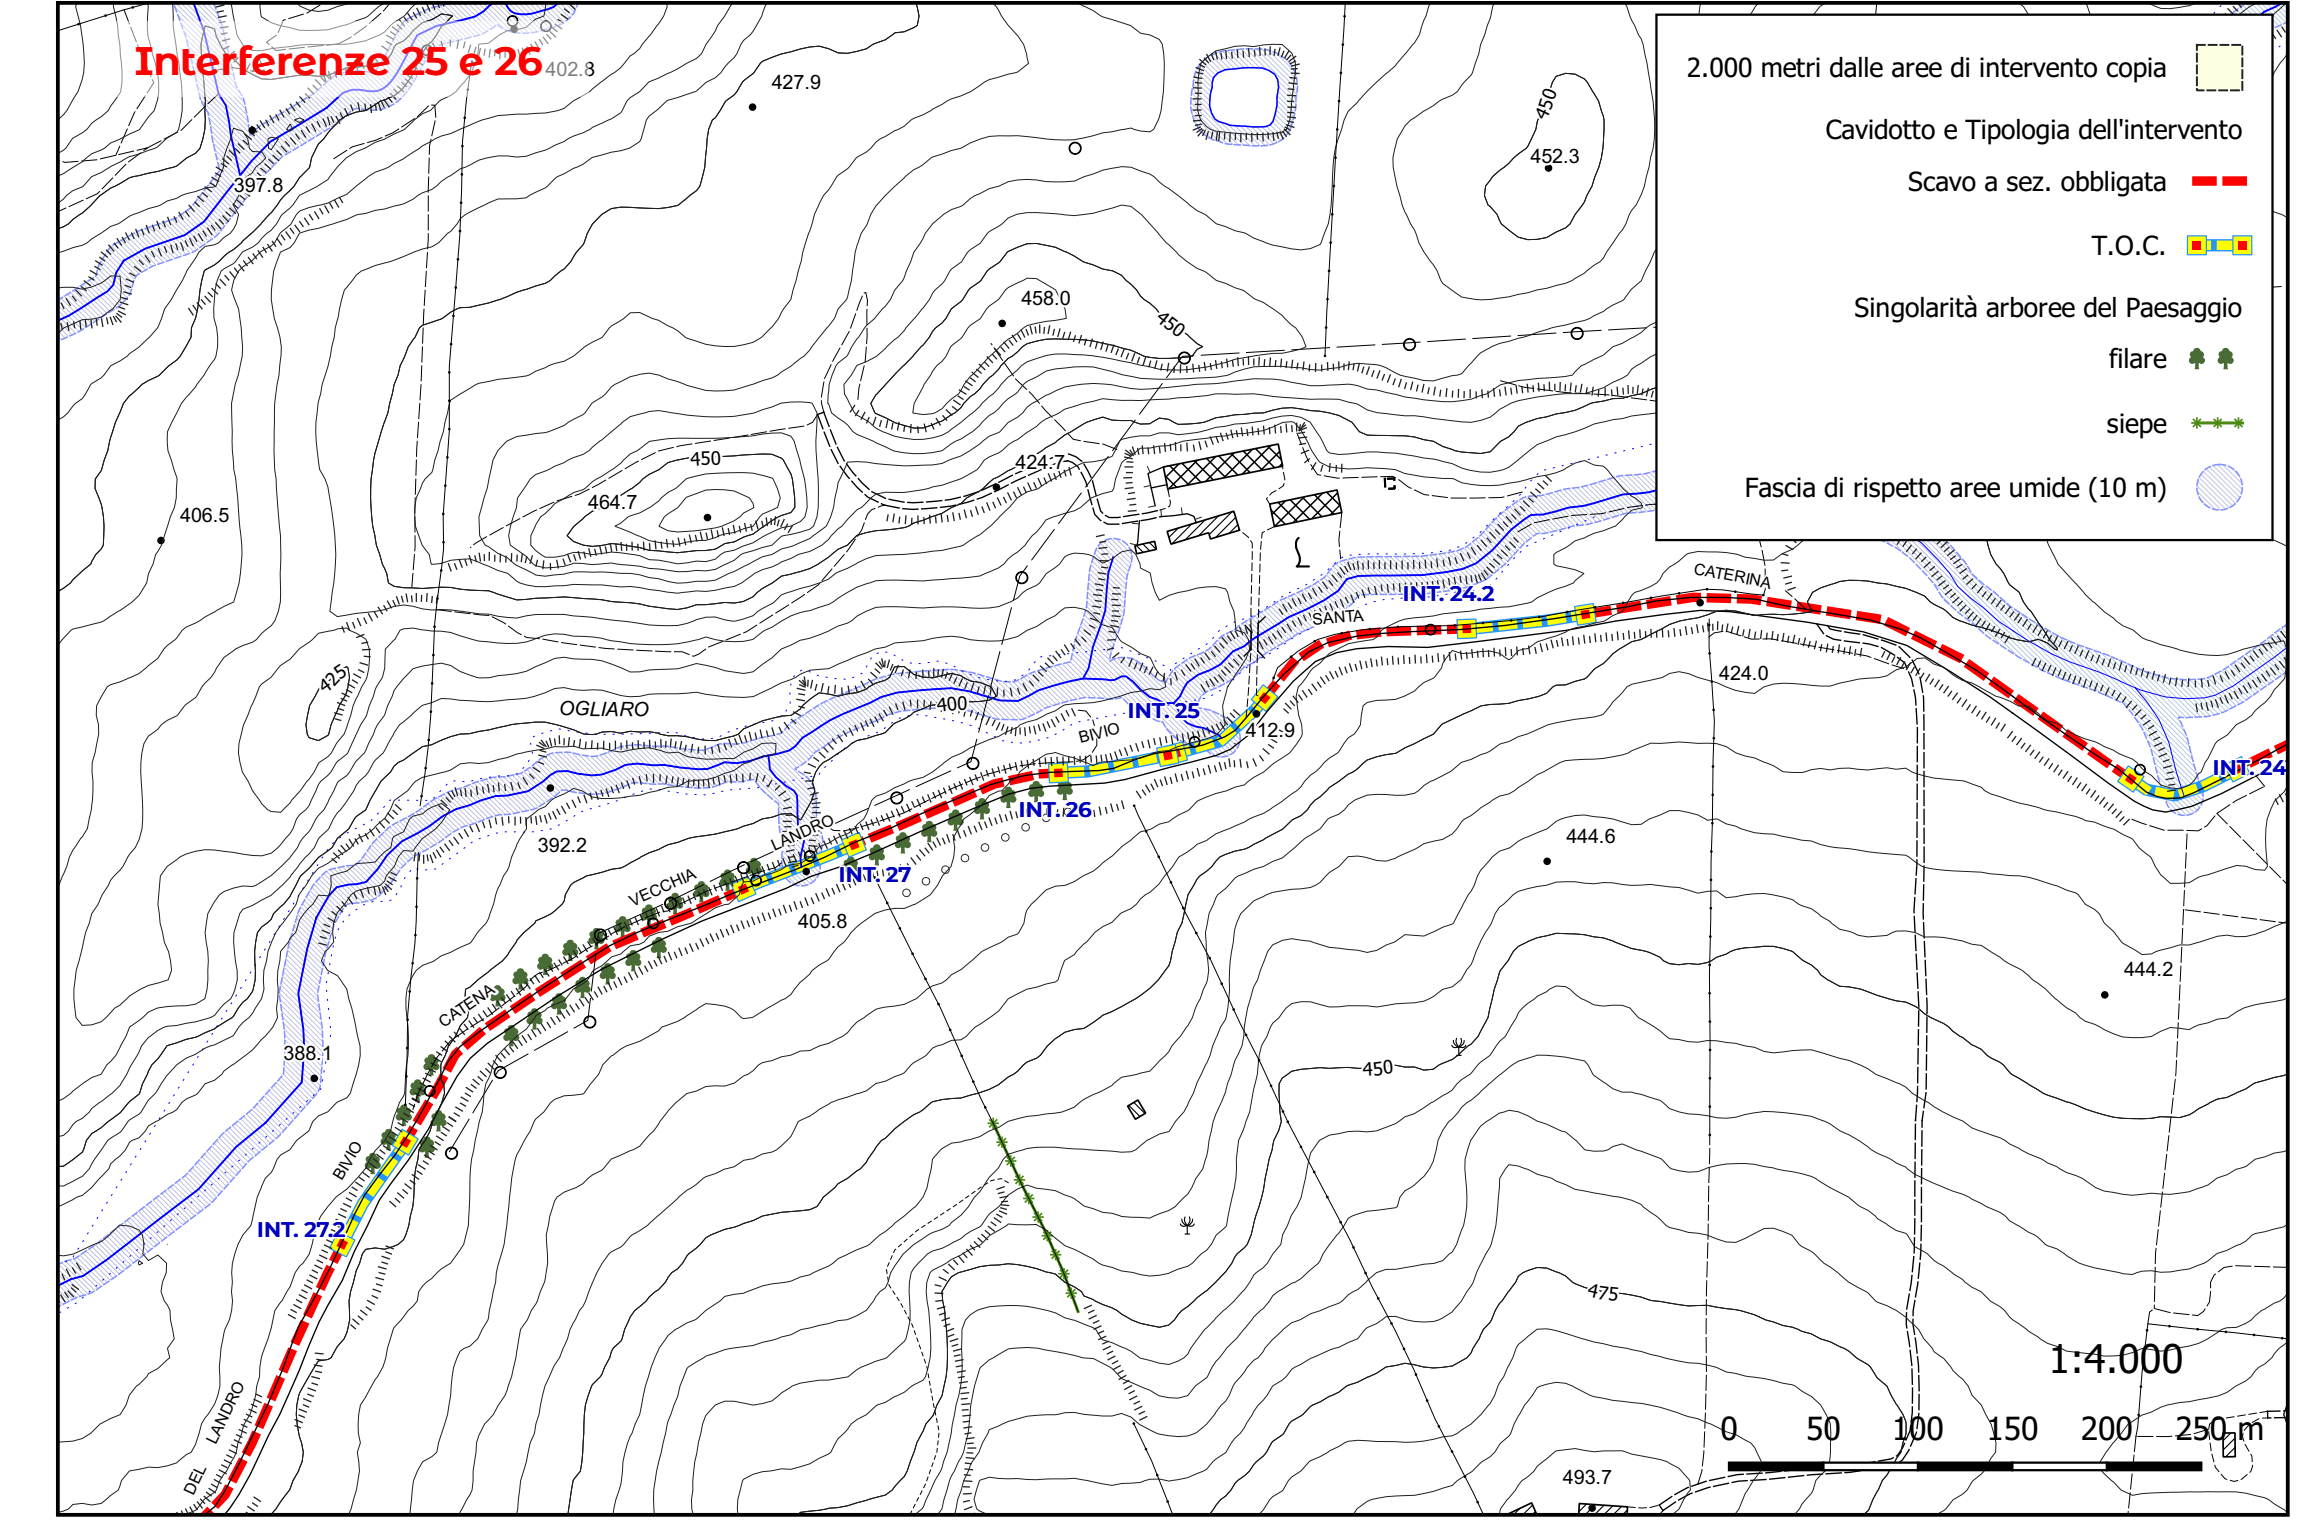 Interferenze 25 e 26
402.8
427.9
397.8
450
452.3
2.000 metri dalle aree di intervento copia
Cavidotto e Tipologia dell'intervento
Scavo a sez. obbligata
T.O.C.
Singolarità arboree del Paesaggio
filare
siepe
Fascia di rispetto aree umide (10 m)
458.0
450
450
424.7
464.7
406.5
CATERINA
INT. 24.2
SANTA
425
424.0
OGLIARO
400
INT. 25
BIVIO
412.9
INT. 24
INT. 26
LANDRO
392.2
444.6
INT. 27
VECCHIA
405.8
444.2
CATENA
388.1
450
BIVIO
INT. 27.2
475
1:4.000
LANDRO
0 50 100 150 200 250 m
DEL
493.7